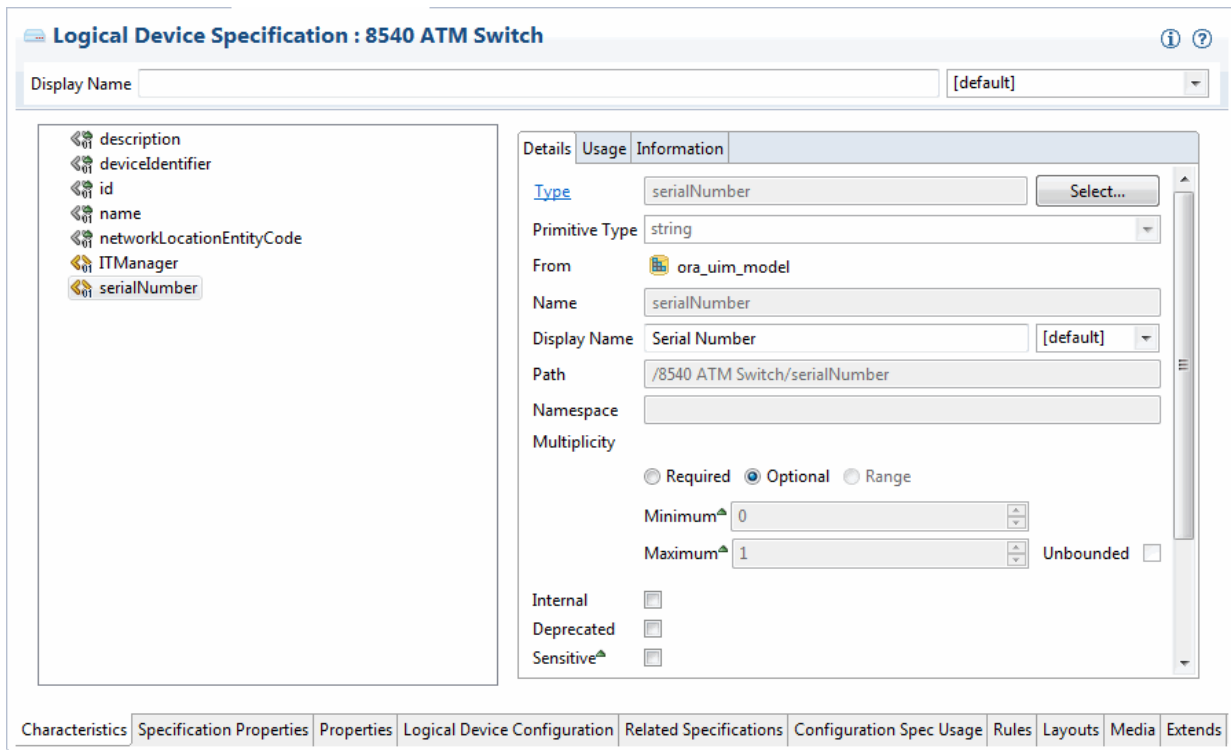 Logical Device Specification : 8540 ATM Switch
Display Name [default]
description
deviceIdentifier
id
name
networkLocationEntityCode
ITManager
serialNumber
Details Usage Information
Type serialNumber Select...
Primitive Type string
From ora_uim_model
Name serialNumber
Display Name Serial Number [default]
Path /8540 ATM Switch/serialNumber
Namespace
Multiplicity
Required Optional Range
Minimum 0
Maximum 1 Unbounded
Internal
Deprecated
Sensitive
Characteristics Specification Properties Properties Logical Device Configuration Related Specifications Configuration Spec Usage Rules Layouts Media Extends